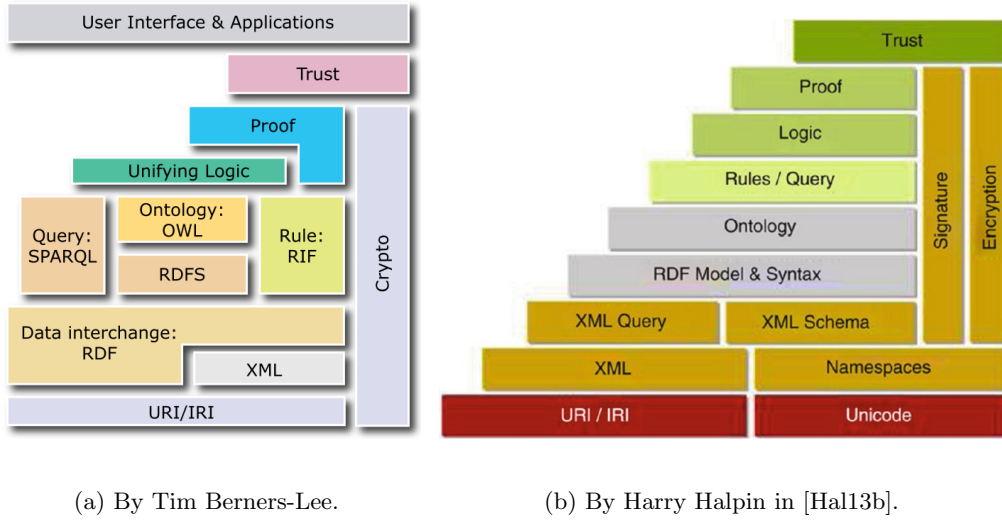 User Interface & Applications
Trust
Proof
Unifying Logic
Query:
SPARQL
Ontology:
OWL
RDFS
Rule:
RIF
Crypto
Data interchange:
RDF
XML
URI/IRI
(a) By Tim Berners-Lee.
Trust
Proof
Logic
Rules / Query
Ontology
RDF Model & Syntax
Signature
Encryption
XML Query
XML Schema
XML
Namespaces
URI / IRI
Unicode
(b) By Harry Halpin in [Hal13b].